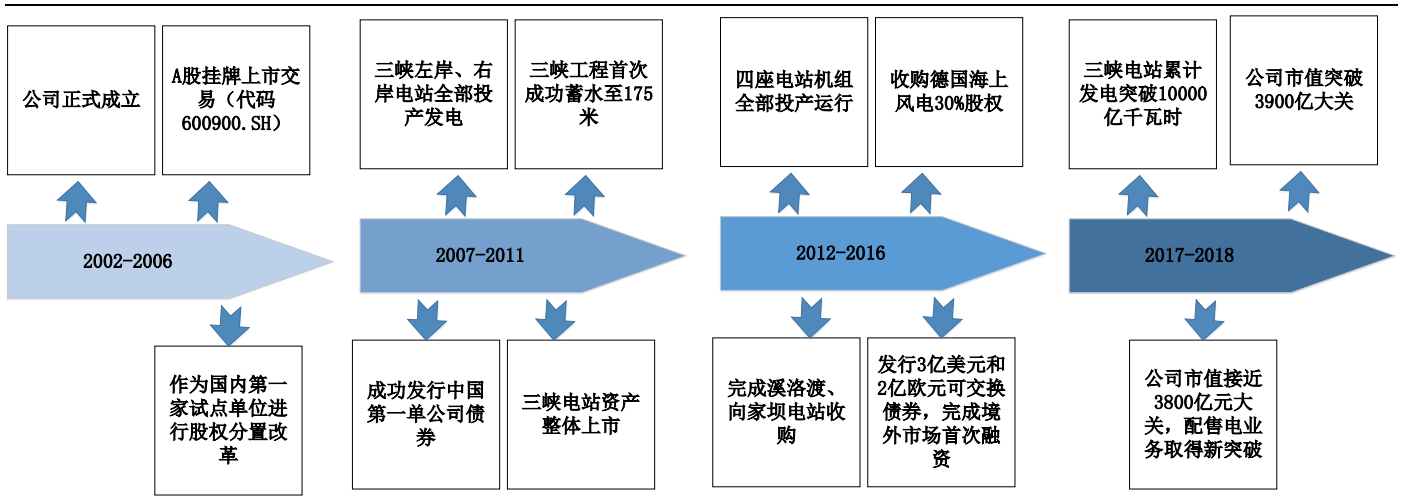 公司正式成立
A股挂牌上市交
易（代码
600900.SH）
三峡左岸、右
岸电站全部投
产发电
三峡工程首次
成功蓄水至175
米
四座电站机组
全部投产运行
收购德国海上
风电30%股权
三峡电站累计
发电突破10000
亿千瓦时
公司市值突破
3900亿大关
2002-2006
2007-2011
2012-2016
2017-2018
作为国内第一
家试点单位进
行股权分置改
革
成功发行中国
第一单公司债
券
三峡电站资产
整体上市
完成溪洛渡、
向家坝电站收
购
发行3亿美元和
2亿欧元可交换
债券，完成境
外市场首次融
资
公司市值接近
3800亿元大
关，配售电业
务取得新突破